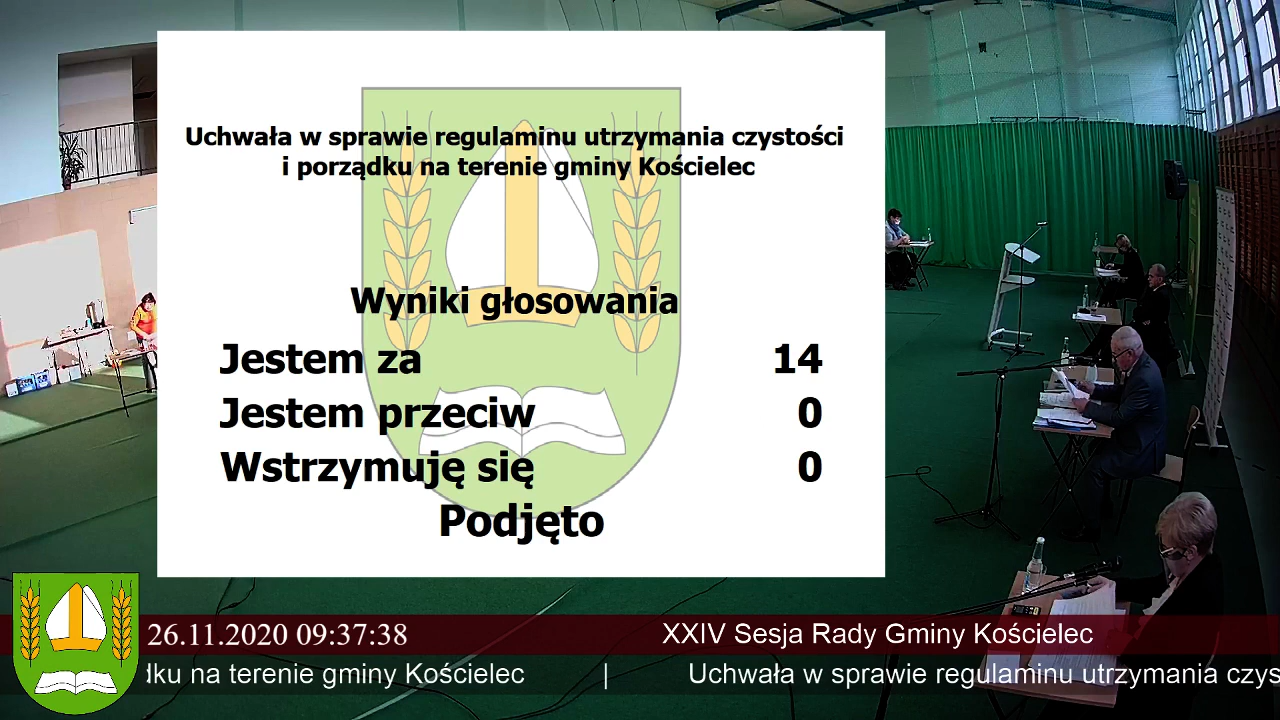 Uchwała w sprawie regulaminu utrzymania czystości
i porządku na terenie gminy Kościelec
Wyniki głosowania
Jestem za 14
Jestem przeciw 0
Wstrzymuję się 0
Podjęto
26.11.2020 09:37:38 XXIV Sesja Rady Gminy Kościelec
dku na terenie gminy Kościelec | Uchwała w sprawie regulaminu utrzymania czys